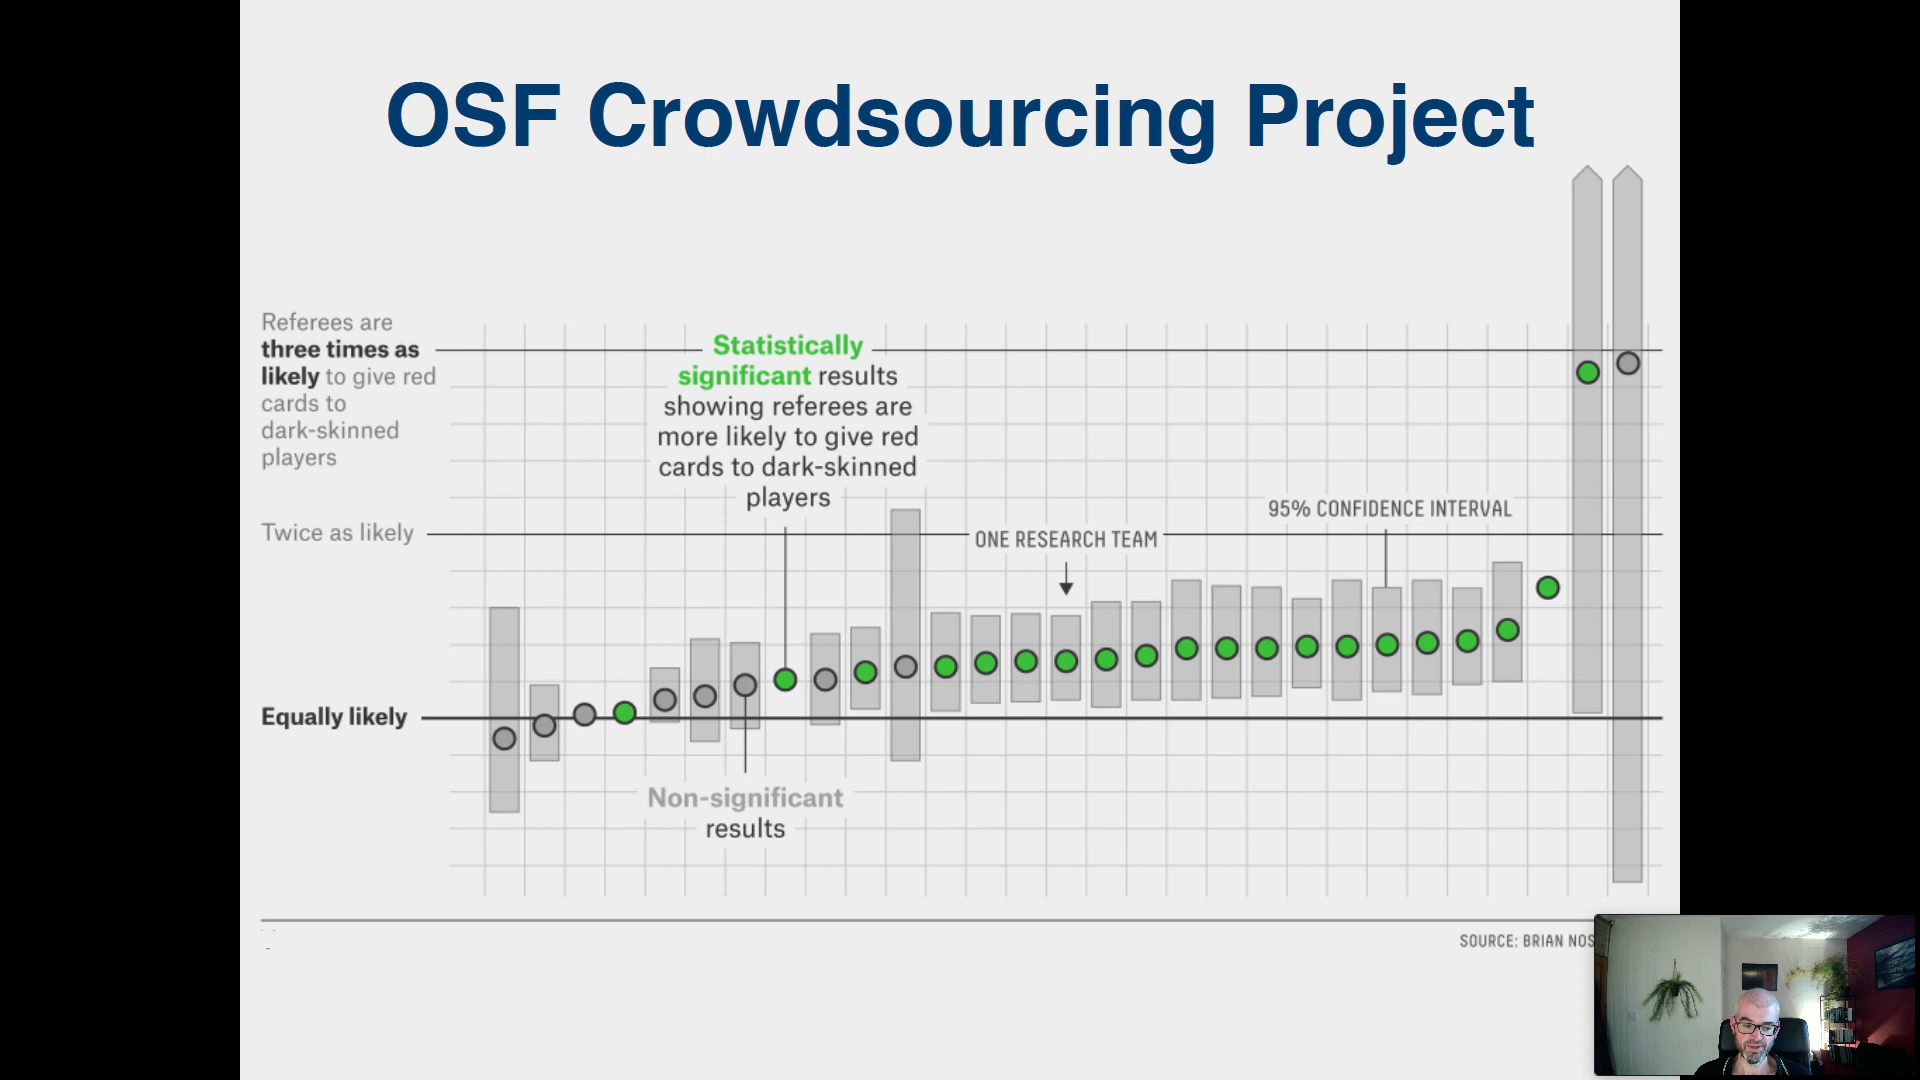 OSF Crowdsourcing Project
Referees are
three times as
likely to give red
cards to
dark-skinned
players
Statistically
significant results
showing referees are
more likely to give red
cards to dark-skinned
players
Twice as likely
ONE RESEARCH TEAM
95% CONFIDENCE INTERVAL
Equally likely
Non-significant
results
SOURCE: BRIAN